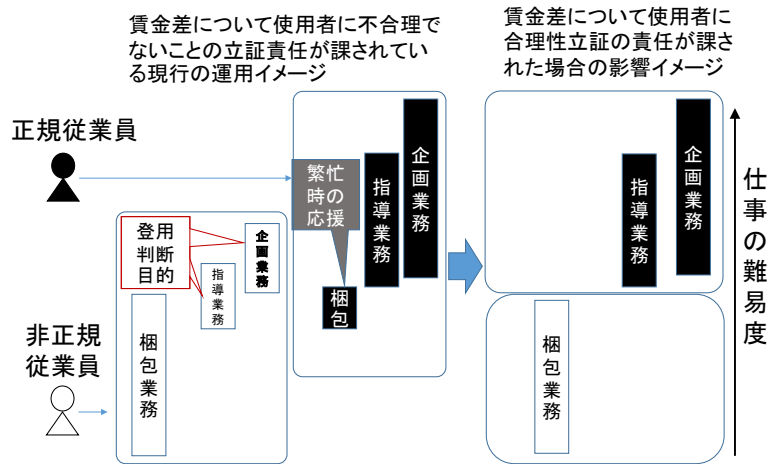 賃金差について使用者に不合理で
ないことの立証責任が課されてい
る現行の運用イメージ
賃金差について使用者に
合理性立証の責任が課さ
れた場合の影響イメージ
正規従業員
繁忙
時の
応援
企画業務
指導業務
梱包
登用
判断
目的
企画業務
指導業務
梱包業務
非正規
従業員
企画業務
指導業務
梱包業務
仕事の難易度